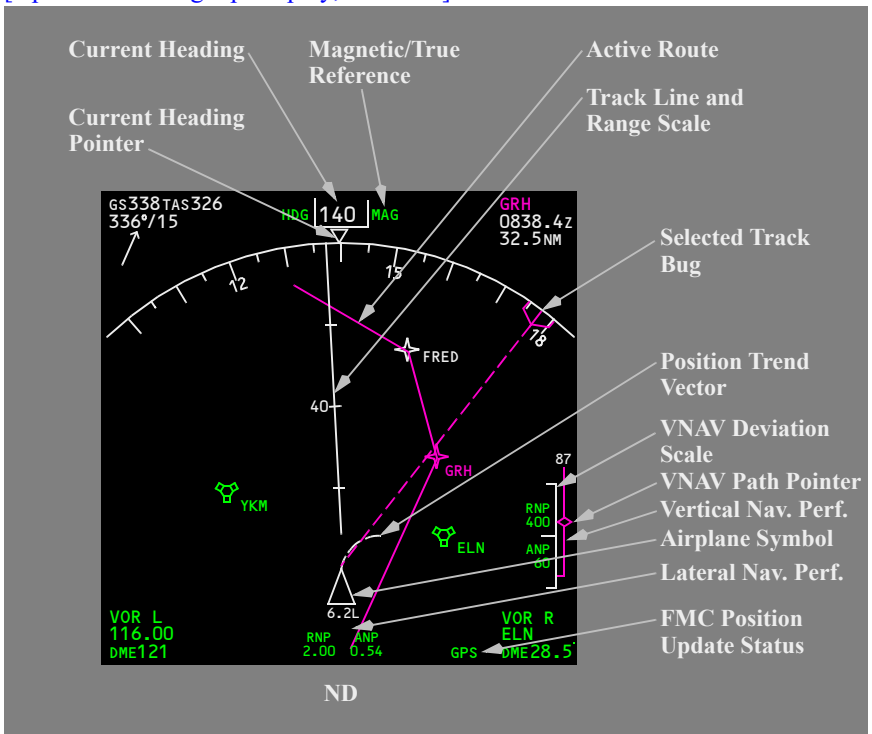 Current Heading
Magnetic/True
Reference
Active Route
Track Line and
Range Scale
Current Heading
Pointer
GS338TAS326
336°/15
HDG 140 MAG
GRH
0838.4Z
32.5NM
Selected Track
Bug
12
15
18
FRED
Position Trend
Vector
40
VNAV Deviation
Scale
87
GRH
VNAV Path Pointer
YKM
RNP
400
Vertical Nav. Perf.
ELN
ANP
60
Airplane Symbol
Lateral Nav. Perf.
6.2L
VOR L
116.00
DME121
RNP ANP
2.00 0.54
GPS
VOR R
ELN
DME28.5
FMC Position
Update Status
ND